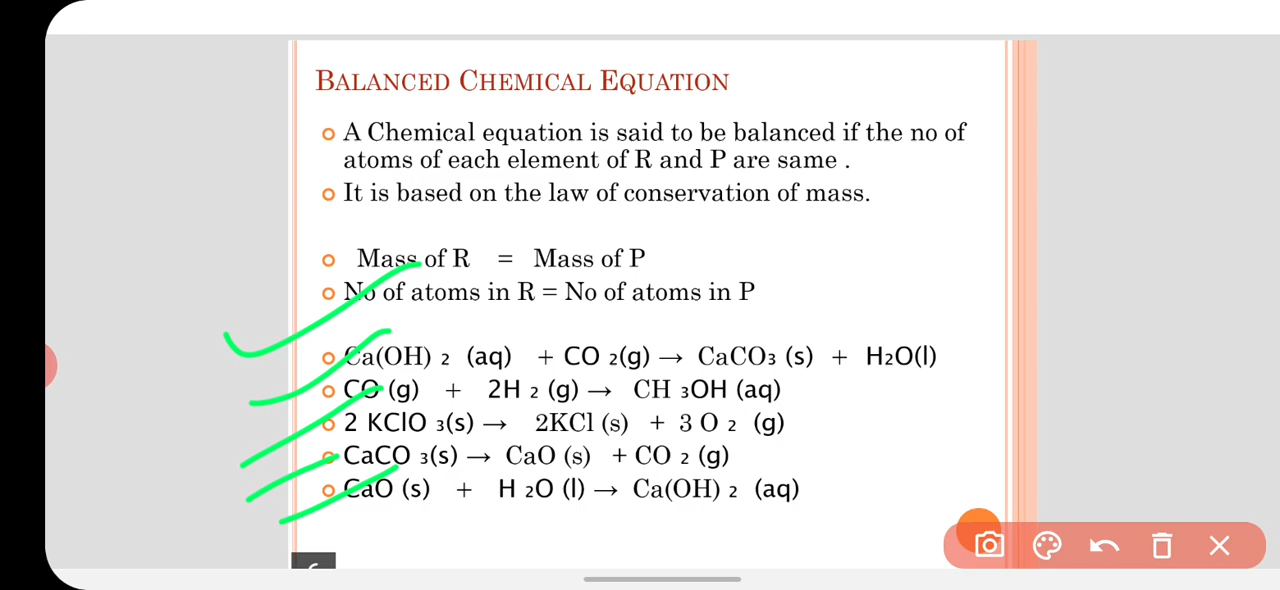 BALANCED CHEMICAL EQUATION
A Chemical equation is said to be balanced if the no of
atoms of each element of R and P are same .
It is based on the law of conservation of mass.
Mass of R = Mass of P
No of atoms in R = No of atoms in P
Ca(OH) 2 (aq) + CO 2(g) → CaCO3 (s) + H2O(l)
CO (g) + 2H 2 (g) → CH 3OH (aq)
2 KClO 3(s) → 2KCl (s) + 3 O 2 (g)
CaCO 3(s) → CaO (s) + CO 2 (g)
CaO (s) + H 2O (l) → Ca(OH) 2 (aq)